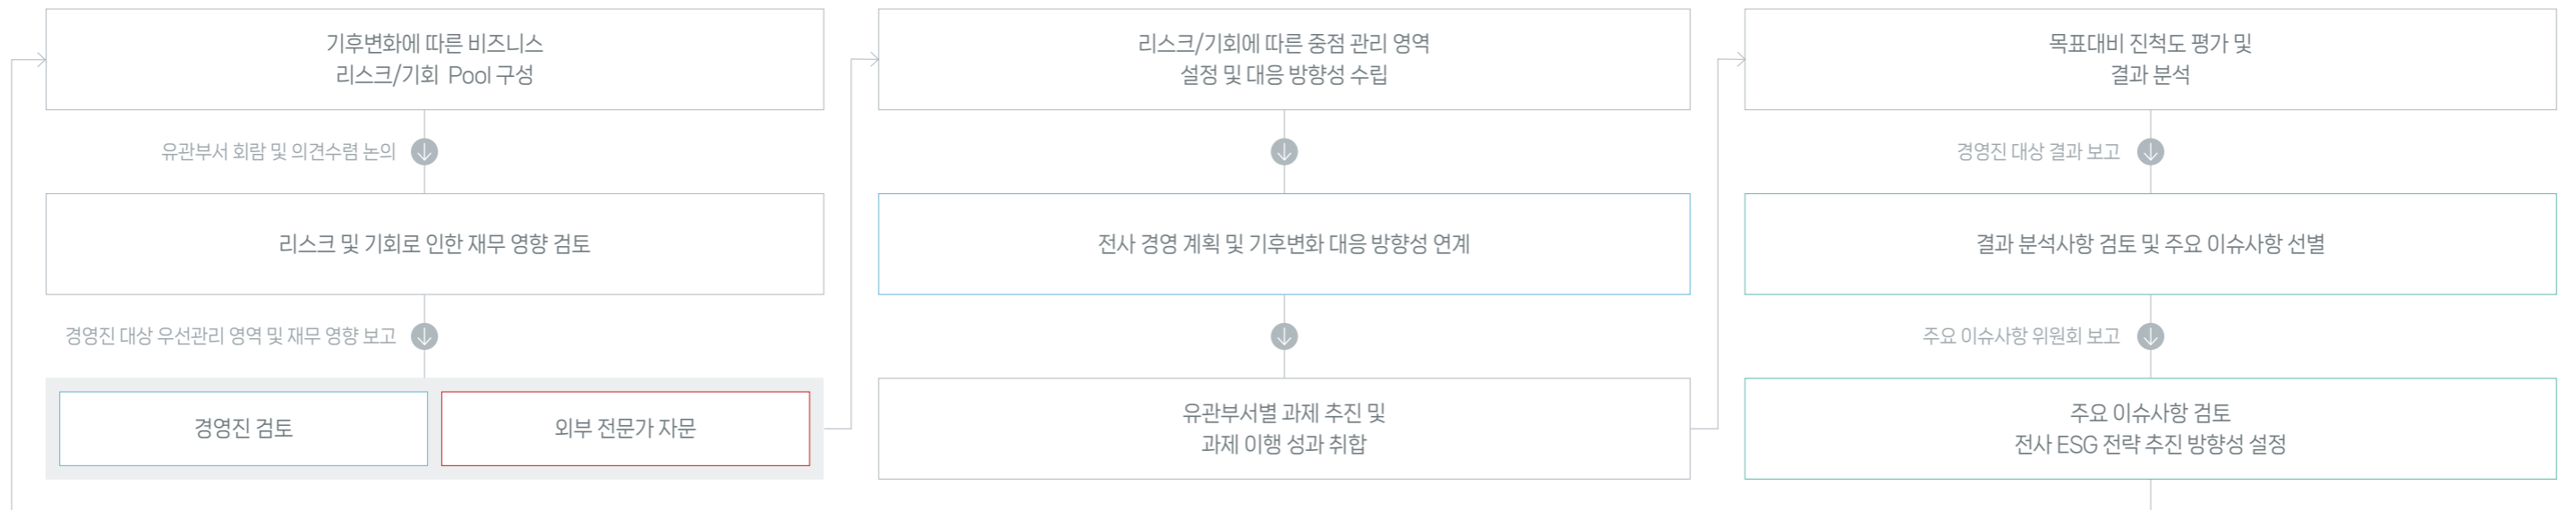 기후변화에 따른 비즈니스
리스크/기회 Pool 구성
유관부서 회람 및 의견수렴 논의
리스크 및 기회로 인한 재무 영향 검토
경영진 대상 우선관리 영역 및 재무 영향 보고
경영진 검토
외부 전문가 자문
리스크/기회에 따른 중점 관리 영역
설정 및 대응 방향성 수립
전사 경영 계획 및 기후변화 대응 방향성 연계
유관부서별 과제 추진 및
과제 이행 성과 취합
목표대비 진척도 평가 및
결과 분석
경영진 대상 결과 보고
결과 분석사항 검토 및 주요 이슈사항 선별
주요 이슈사항 위원회 보고
주요 이슈사항 검토
전사 ESG 전략 추진 방향성 설정